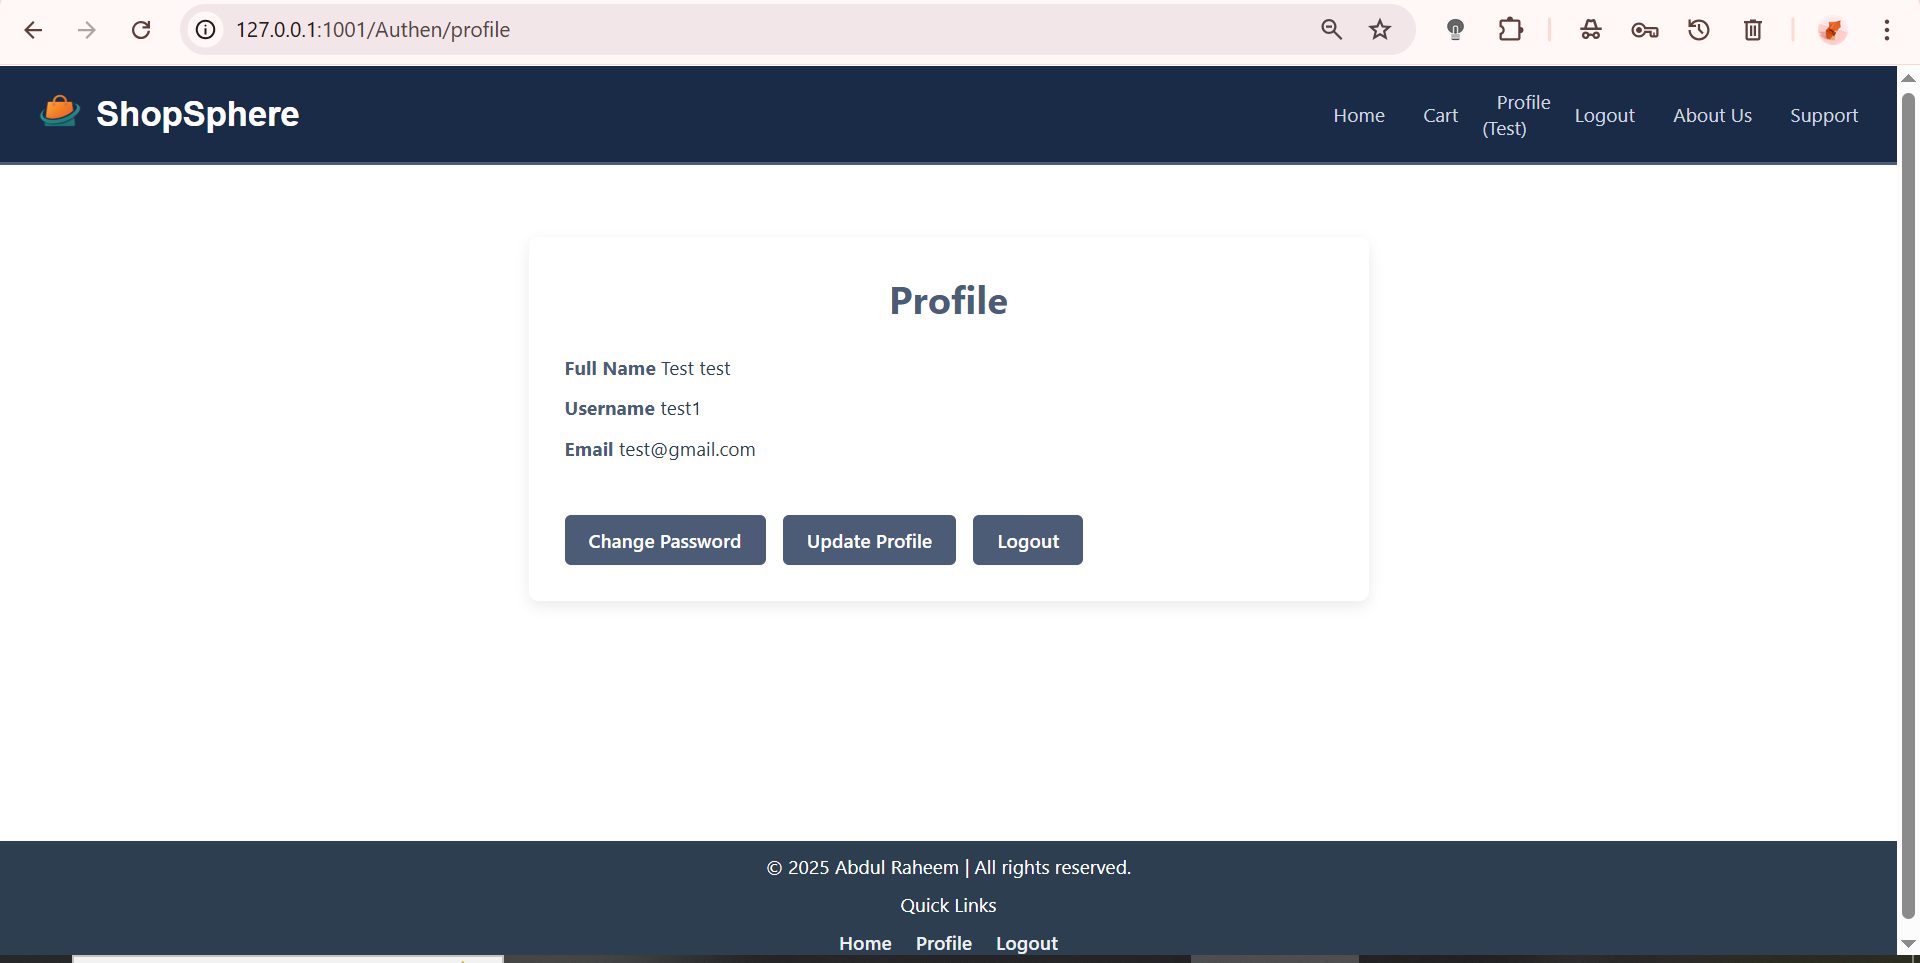 127.0.0.1:1001/Authen/profile
ShopSphere
Home Cart Profile (Test) Logout About Us Support
Profile
Full Name Test test
Username test1
Email test@gmail.com
Change Password Update Profile Logout
© 2025 Abdul Raheem | All rights reserved.
Quick Links
Home Profile Logout